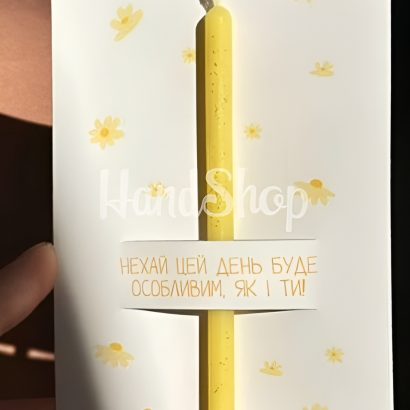 HandShop
НЕХАЙ ЦЕЙ ДЕНЬ БУДЕ
ОСОБЛИВИМ, ЯК І ТИ!